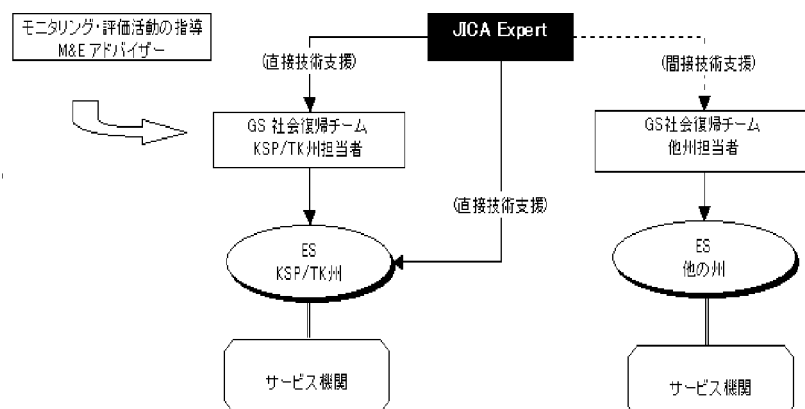 モニタリング・評価活動の指導
M&E アドバイザー
JICA Expert
(直接技術支援)
(間接技術支援)
GS 社会復帰チーム
KSP/TK州担当者
GS社会復帰チーム
他州担当者
(直接技術支援)
ES
KSP/TK州
ES
他の州
サービス機関
サービス機関